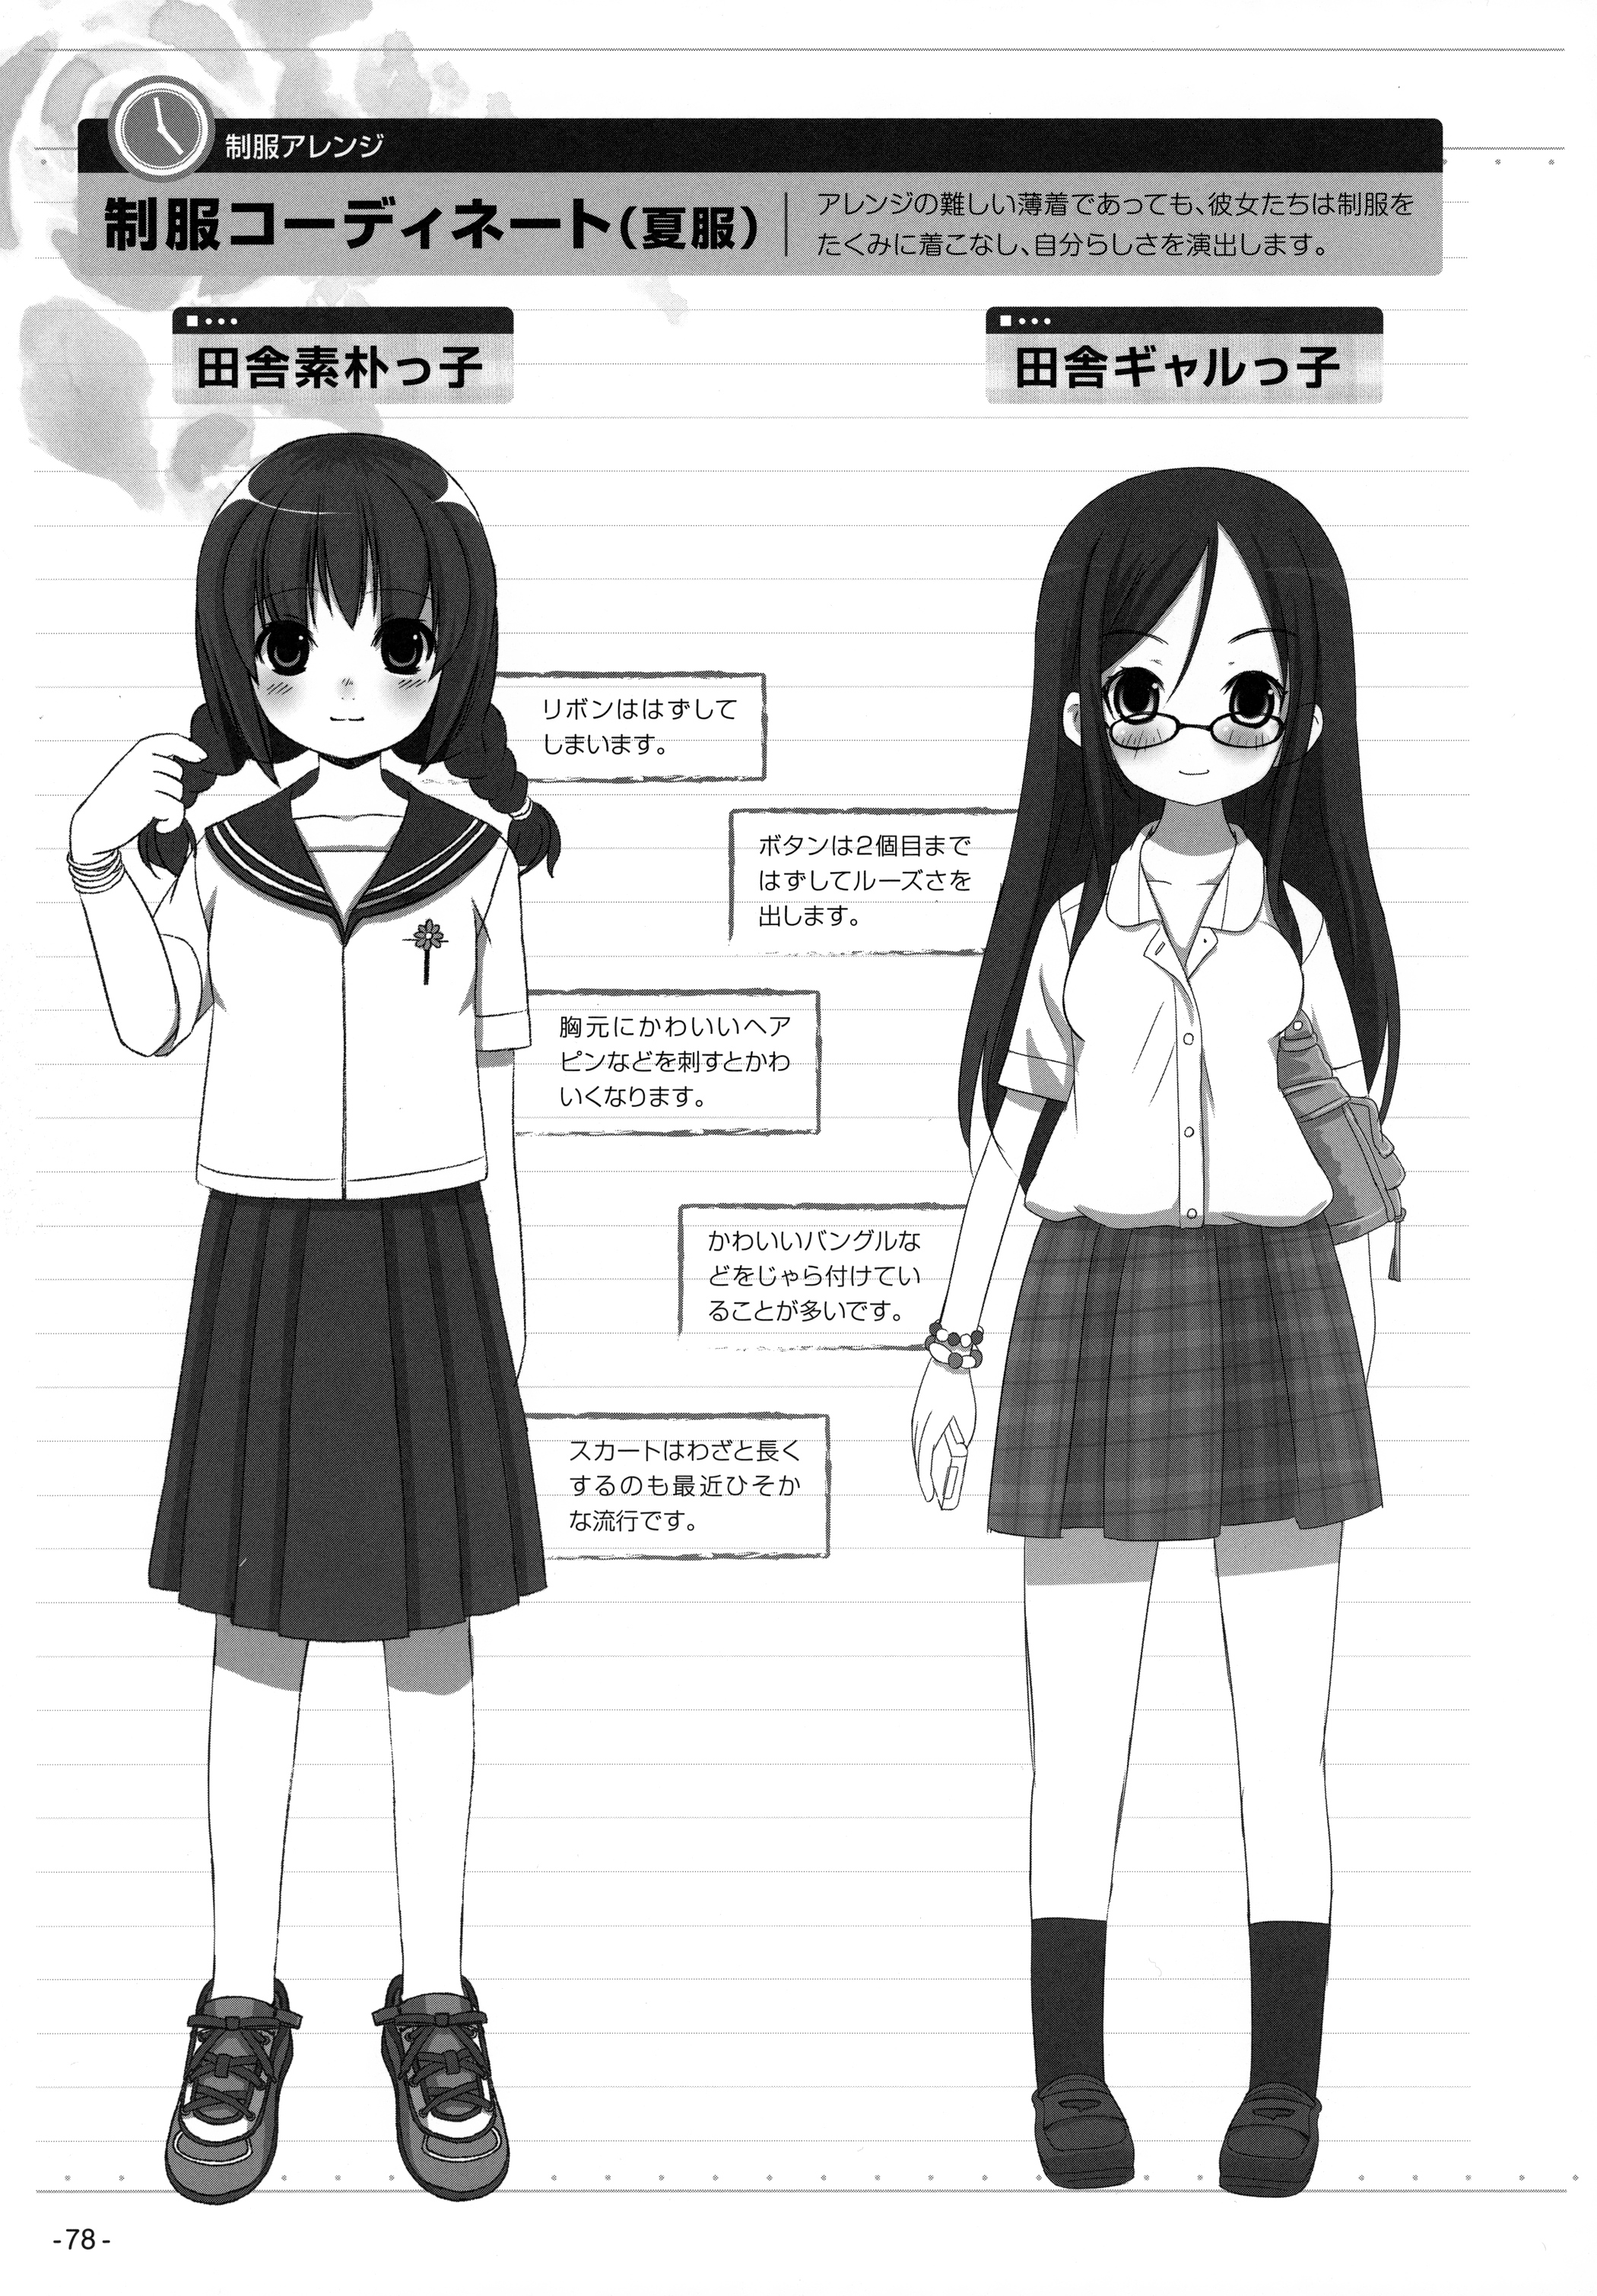 制服アレンジ
制服コーディネート(夏服)
アレンジの難しい薄着であっても、彼女たちは制服を
たくみに着こなし、自分らしさを演出します。
田舎素朴っ子
田舎ギャルっ子
リボンははずして
しまいます。
ボタンは2個目まで
はずしてルーズさを
出します。
胸元にかわいいヘア
ピンなどを刺すとかわ
いくなります。
かわいいバングルな
どをじゃら付けてい
ることが多いです。
スカートはわざと長く
するのも最近ひそか
な流行です。
-78-